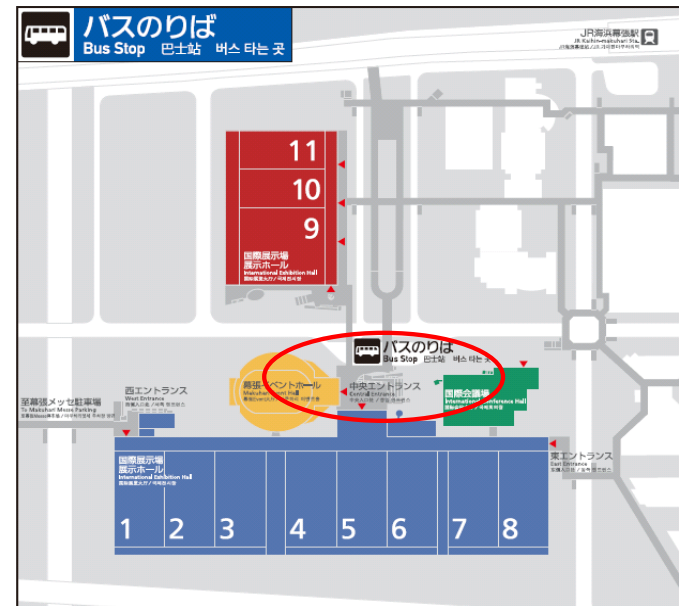 バスのりば
Bus Stop 巴士站 버스 타는 곳
JR海浜幕張駅
JR Kaihin-makuhari Sta.
11
10
9
国際展示場
展示ホール
International Exhibition Hall
バスのりば
Bus Stop 巴士站 버스 타는 곳
幕張イベントホール
Makuhari Event Hall
中央エントランス
Central Entrance
国際会議場
International Conference Hall
西エントランス
West Entrance
至幕張メッセ駐車場
To Makuhari Messe Parking
東エントランス
East Entrance
国際展示場
展示ホール
International Exhibition Hall
1 2 3 4 5 6 7 8